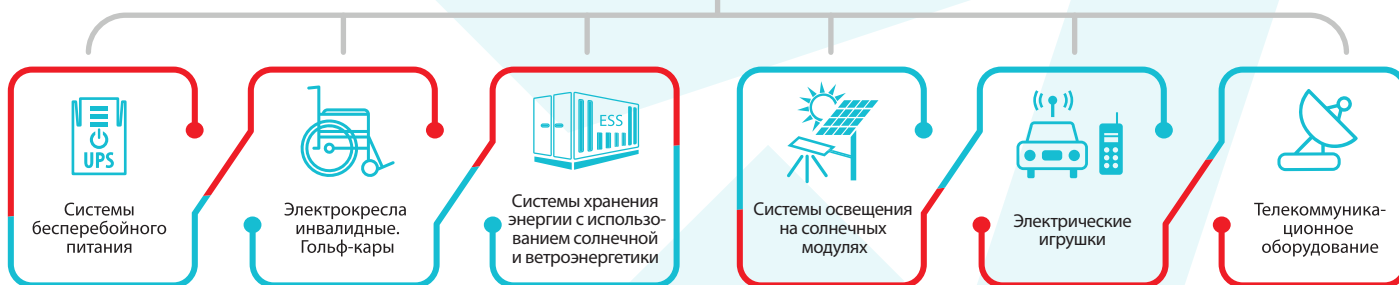 UPS
Системы
бесперебойного
питания
Электрокресла
инвалидные.
Гольф-кары
ESS
Системы хранения
энергии с использо-
ванием солнечной
и ветроэнергетики
Системы освещения
на солнечных
модулях
Электрические
игрушки
Телекоммуника-
ционное
оборудование